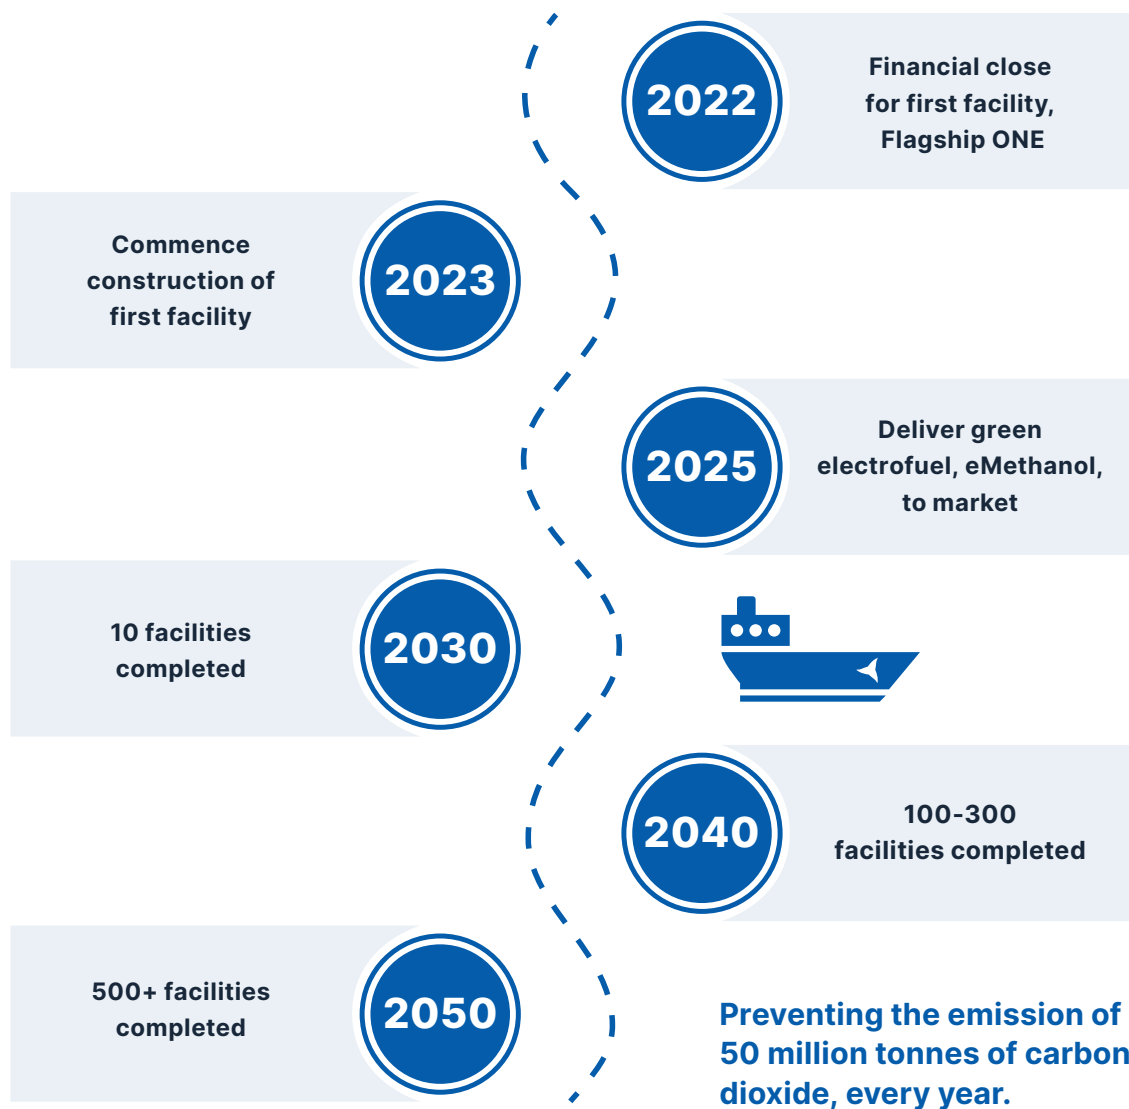 2022
Financial close
for first facility,
Flagship ONE
2023
Commence
construction of
first facility
2025
Deliver green
electrofuel, eMethanol,
to market
2030
10 facilities
completed
2040
100-300
facilities completed
2050
500+ facilities
completed
Preventing the emission of
50 million tonnes of carbon
dioxide, every year.